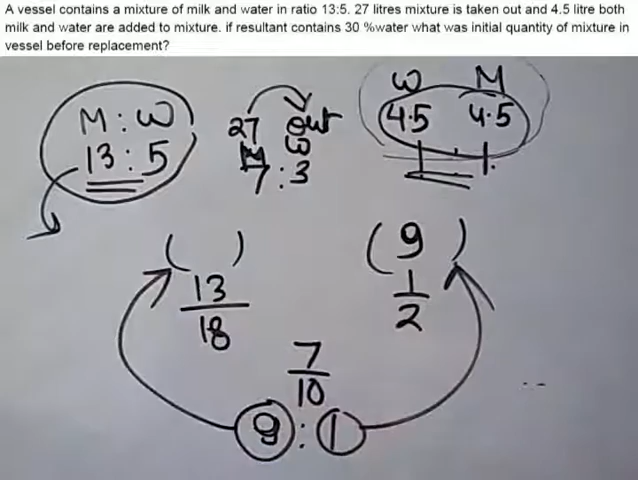 A vessel contains a mixture of milk and water in ratio 13:5. 27 litres mixture is taken out and 4.5 litre both
milk and water are added to mixture. if resultant contains 30 %water what was initial quantity of mixture in
vessel before replacement?
M : W
13 : 5
27 out
M W
7 : 3
W M
4.5 4.5
1 : 1
( )
13
18
( 9 )
1
2
7
10
9 : 1